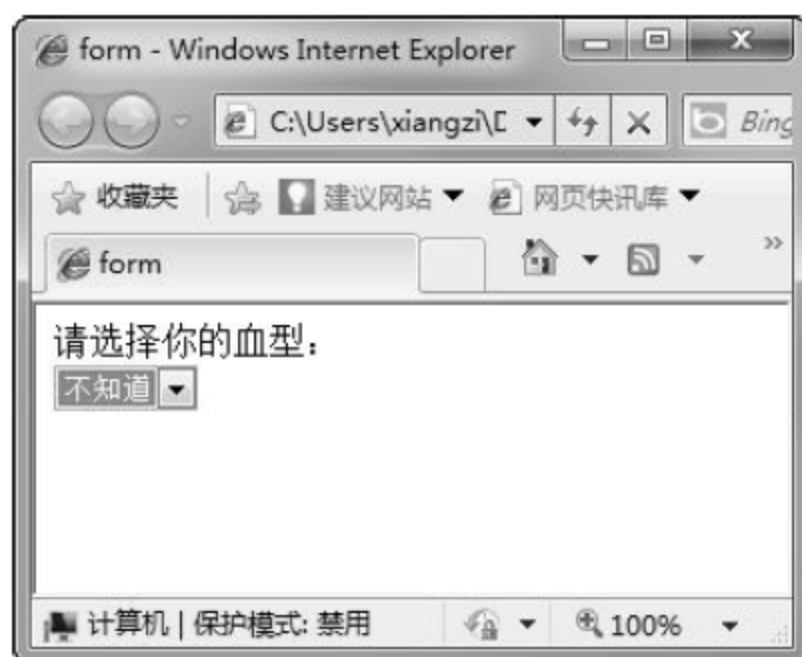 form - Windows Internet Explorer
C:\Users\xiangzi\D Bing
收藏夹 建议网站 网页快讯库
form
请选择你的血型：
不知道
计算机 | 保护模式: 禁用 100%